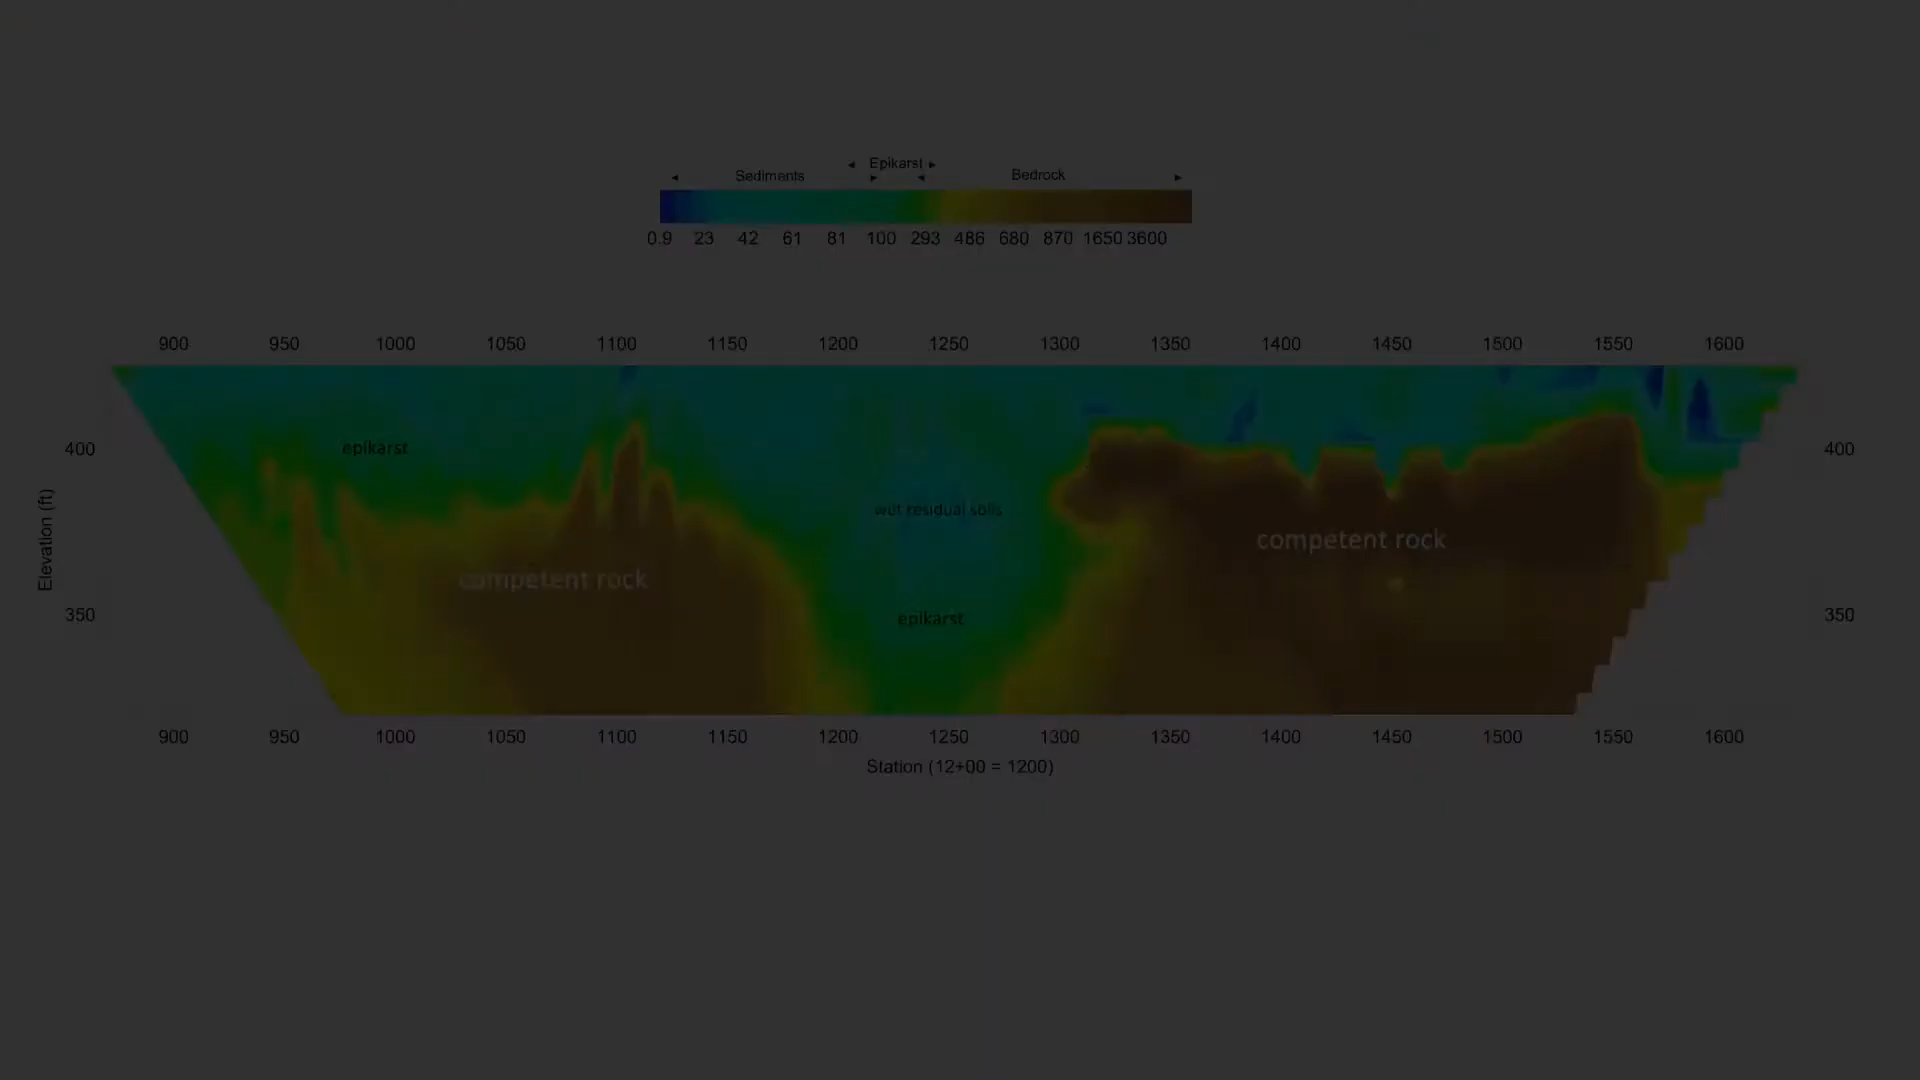 Epikarst
Sediments
Bedrock
0.9 23 42 61 81 100 293 486 680 870 1650 3600
900 950 1000 1050 1100 1150 1200 1250 1300 1350 1400 1450 1500 1550 1600
400
epikarst
400
wet residual soils
competent rock
competent rock
Elevation (ft)
350
epikarst
350
900 950 1000 1050 1100 1150 1200 1250 1300 1350 1400 1450 1500 1550 1600
Station (12+00 = 1200)